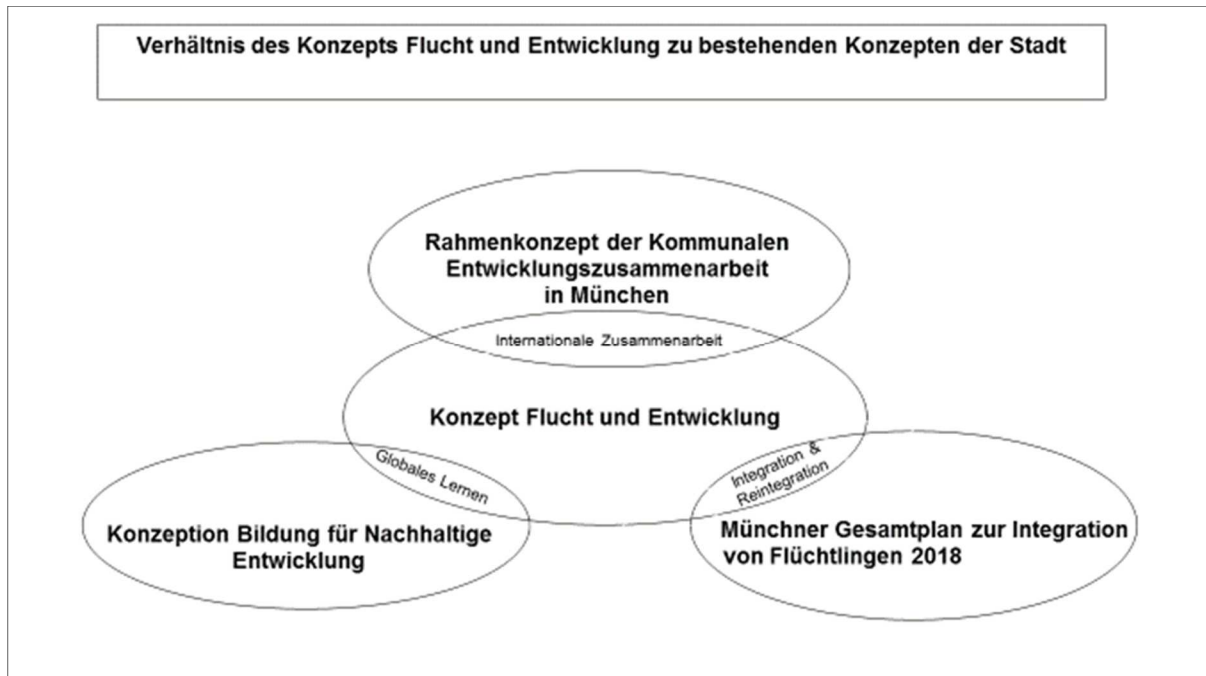 Verhältnis des Konzepts Flucht und Entwicklung zu bestehenden Konzepten der Stadt
Rahmenkonzept der Kommunalen
Entwicklungszusammenarbeit
in München
Internationale Zusammenarbeit
Konzept Flucht und Entwicklung
Globales Lernen
Integration &
Reintegration
Konzeption Bildung für Nachhaltige
Entwicklung
Münchner Gesamtplan zur Integration
von Flüchtlingen 2018